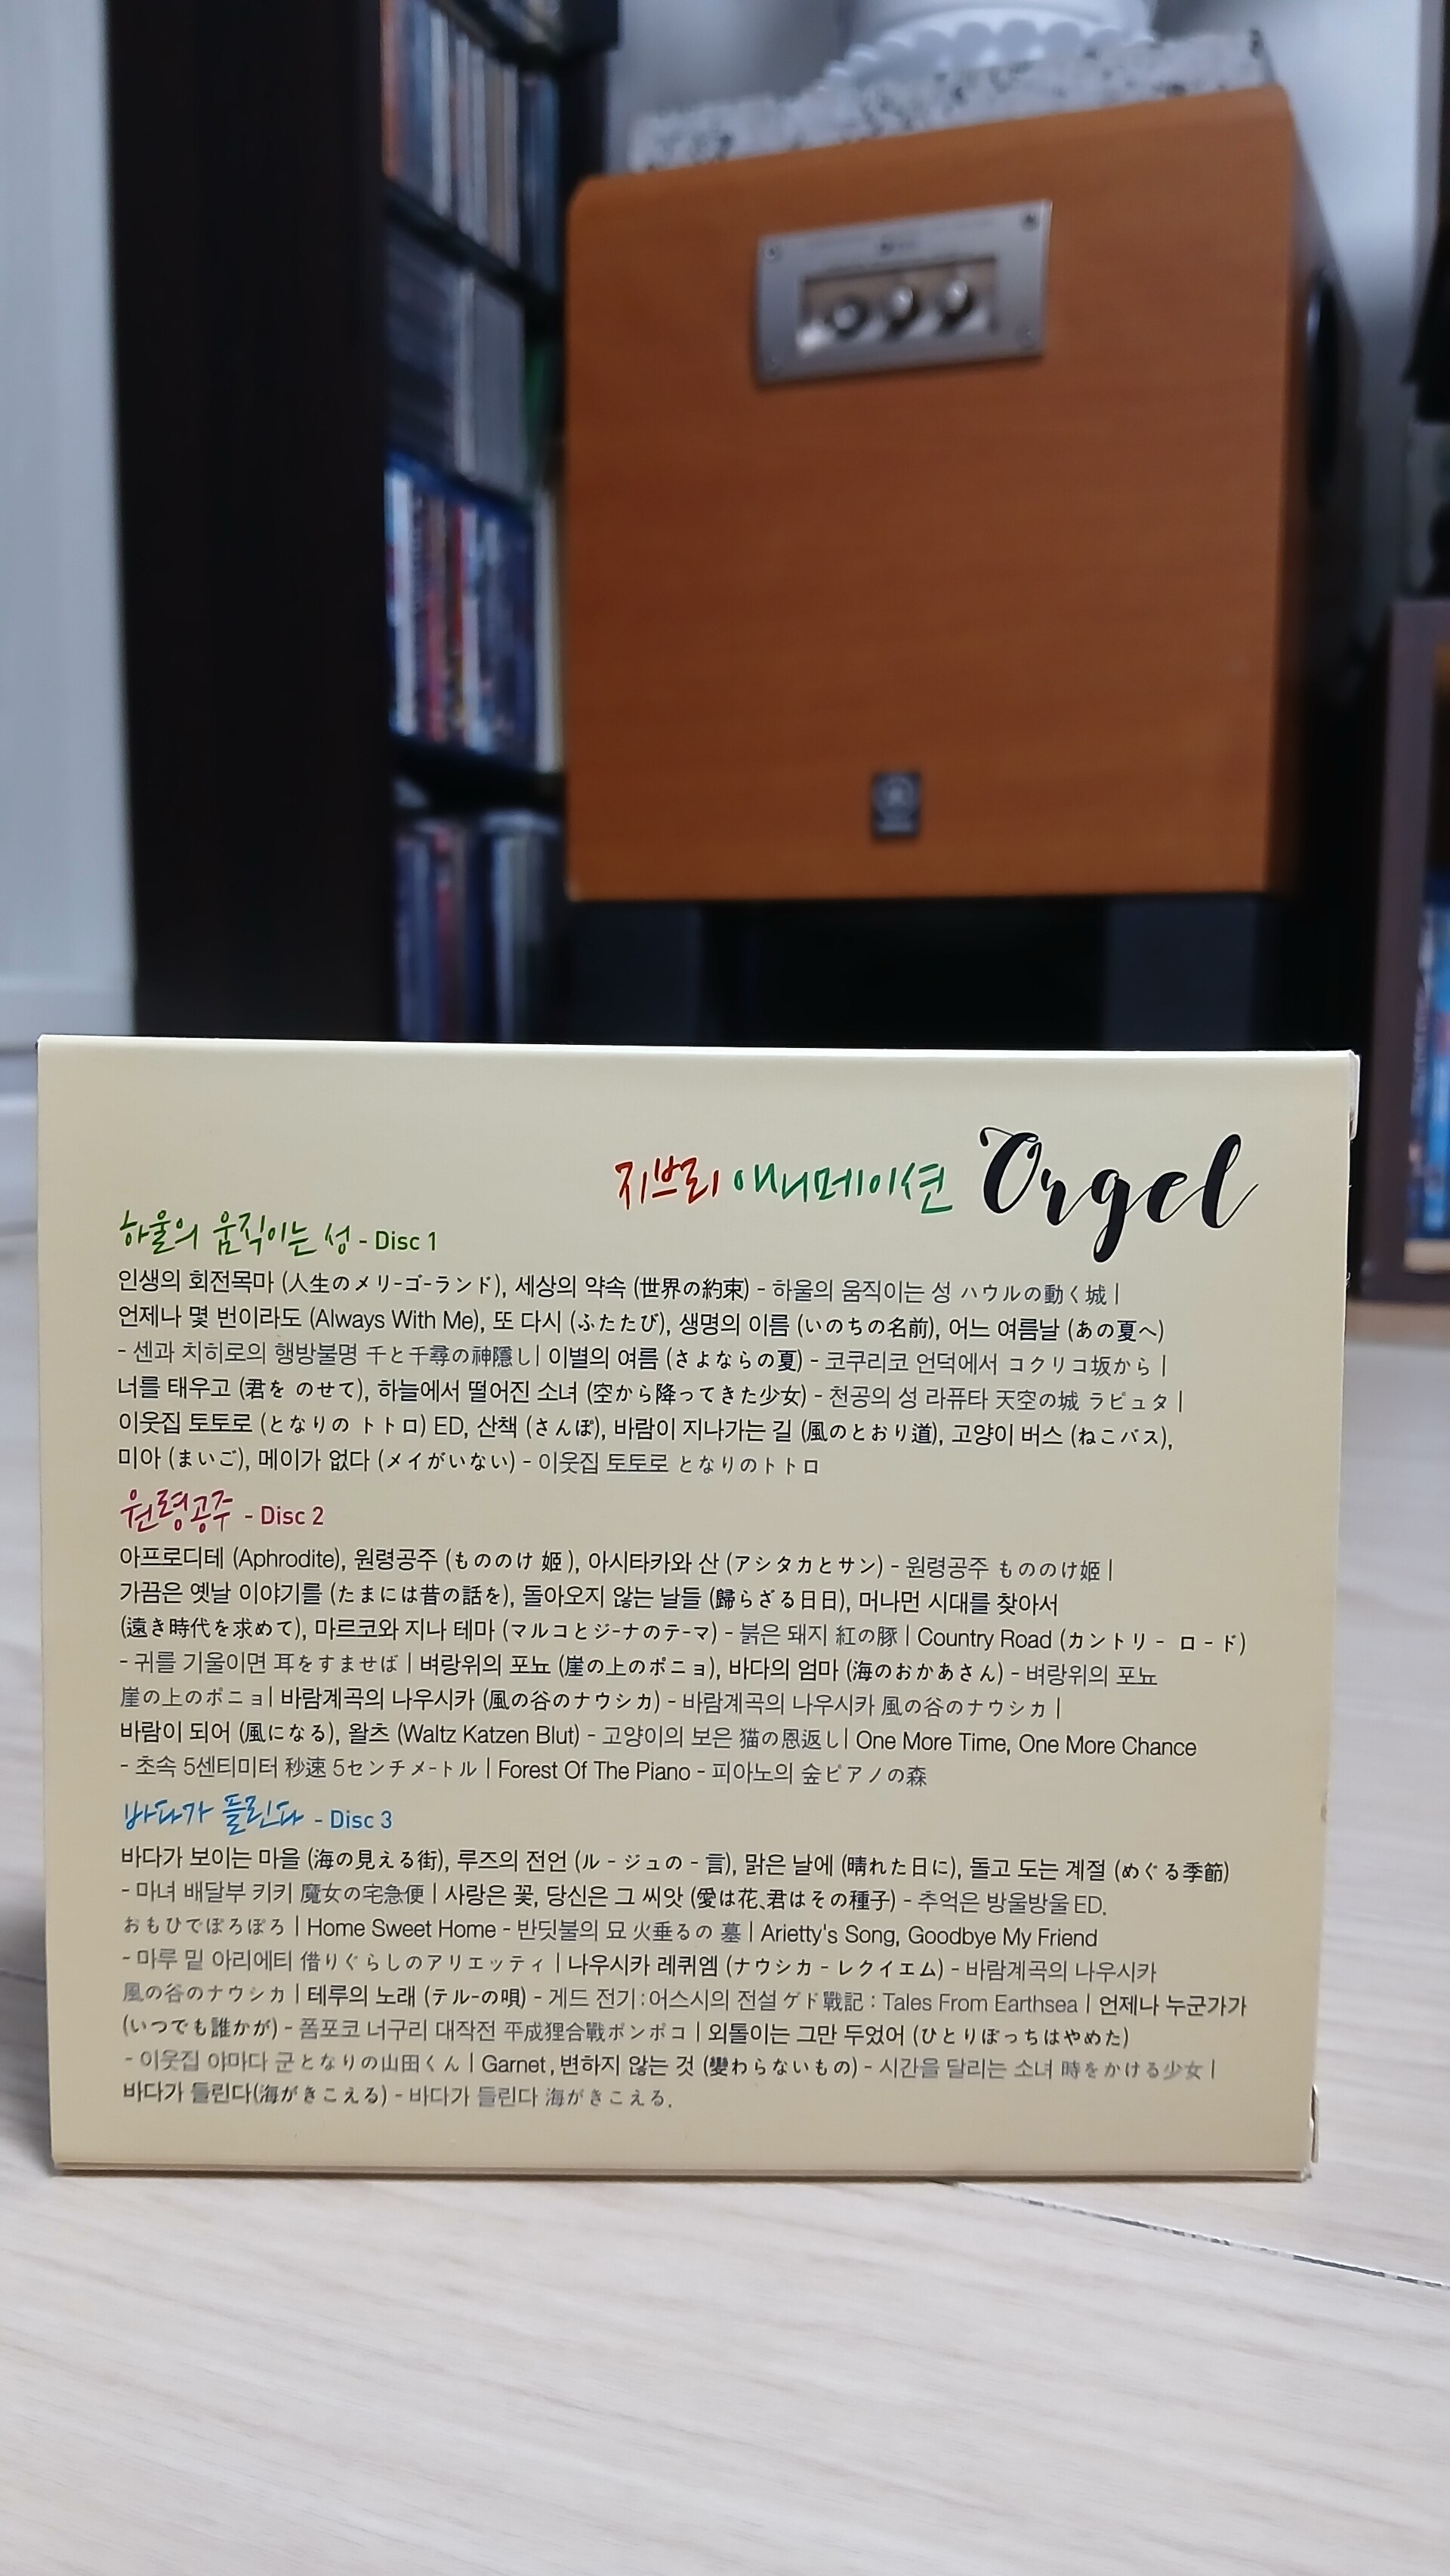 지브리 애니메이션 Orgel
하울의 움직이는 성 - Disc 1
인생의 회전목마 (人生のメリ-ゴ-ランド), 세상의 약속 (世界の約束) - 하울의 움직이는 성 ハウルの動く城 |
언제나 몇 번이라도 (Always With Me), 또 다시 (ふたたび), 생명의 이름 (いのちの名前), 어느 여름날 (あの夏へ)
- 센과 치히로의 행방불명 千と千尋の神隱し| 이별의 여름 (さよならの夏) - 코쿠리코 언덕에서 コクリコ坂から |
너를 태우고 (君を のせて), 하늘에서 떨어진 소녀 (空から降ってきた少女) - 천공의 성 라퓨타 天空の城 ラピュタ |
이웃집 토토로 (となりの トトロ) ED, 산책 (さんぽ), 바람이 지나가는 길 (風のとおり道), 고양이 버스 (ねこバス),
미아 (まいご), 메이가 없다 (メイがいない) - 이웃집 토토로 となりのトトロ
원령공주 - Disc 2
아프로디테 (Aphrodite), 원령공주 (もののけ 姬 ), 아시타카와 산 (アシタカとサン) - 원령공주 もののけ姬 |
가끔은 옛날 이야기를 (たまには昔の話を), 돌아오지 않는 날들 (歸らざる日日), 머나먼 시대를 찾아서
(遠き時代を求めて), 마르코와 지나 테마 (マルコとジ-ナのテ-マ) - 붉은 돼지 紅の豚 | Country Road (カントリ - ロ - ド)
- 귀를 기울이면 耳をすませば | 벼랑위의 포뇨 (崖の上のポニョ), 바다의 엄마 (海のおかあさん) - 벼랑위의 포뇨
崖の上のポニョ| 바람계곡의 나우시카 (風の谷のナウシカ) - 바람계곡의 나우시카 風の谷のナウシカ |
바람이 되어 (風になる), 왈츠 (Waltz Katzen Blut) - 고양이의 보은 猫の恩返し| One More Time, One More Chance
- 초속 5센티미터 秒速 5センチメ-トル | Forest Of The Piano - 피아노의 숲ピアノの森
바다가 들린다 - Disc 3
바다가 보이는 마을 (海の見える街), 루즈의 전언 (ル - ジュの - 言), 맑은 날에 (晴れた日に), 돌고 도는 계절 (めぐる季節)
- 마녀 배달부 키키 魔女の宅急便 | 사랑은 꽃, 당신은 그 씨앗 (愛は花、君はその種子) - 추억은 방울방울 ED.
おもひでぽろぽろ | Home Sweet Home - 반딧불의 묘 火垂るの 墓 | Arietty's Song, Goodbye My Friend
- 마루 밑 아리에티 借りぐらしのアリエッティ | 나우시카 레퀴엠 (ナウシカ - レクイエム) - 바람계곡의 나우시카
風の谷のナウシカ | 테루의 노래 (テル-の唄) - 게드 전기:어스시의 전설 ゲド戰記 : Tales From Earthsea | 언제나 누군가가
(いつでも誰かが) - 폼포코 너구리 대작전 平成狸合戰ポンポコ | 외톨이는 그만 두었어 (ひとりぼっちはやめた)
- 이웃집 야마다 군となりの山田くん | Garnet , 변하지 않는 것 (變わらないもの) - 시간을 달리는 소녀 時をかける少女 |
바다가 들린다(海がきこえる) - 바다가 들린다 海がきこえる.